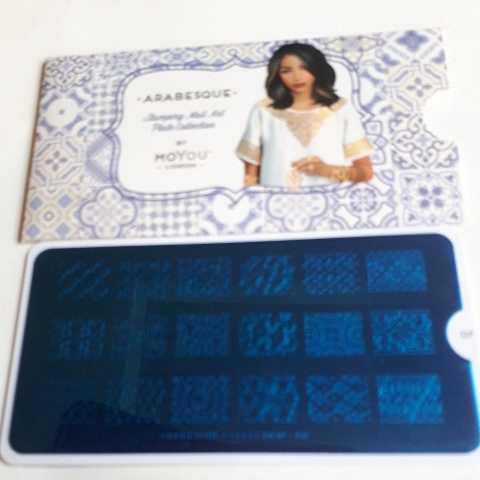 · ARABESQUE ·
Stamping Nail Art
Plate Collection
BY
MOYOU
LONDON